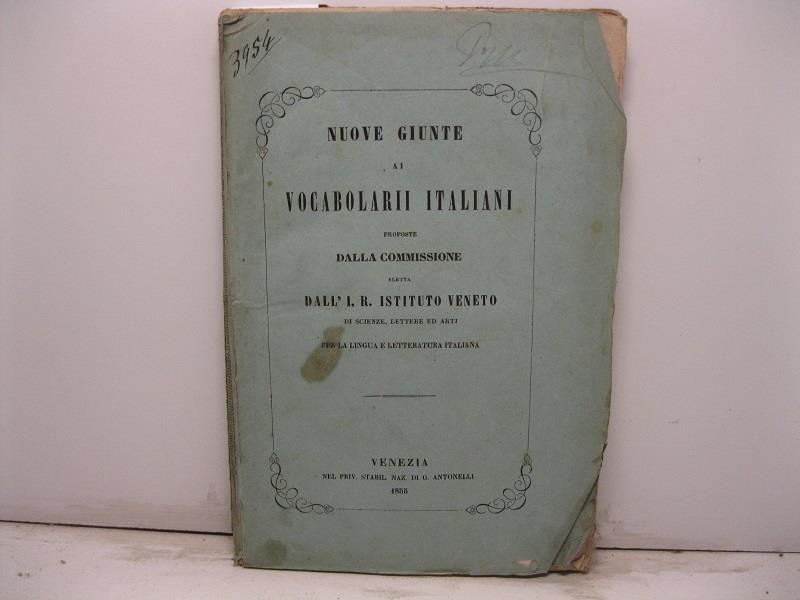 3954
NUOVE GIUNTE
AI
VOCABOLARII ITALIANI
PROPOSTE
DALLA COMMISSIONE
ELETTA
DALL' I. R. ISTITUTO VENETO
DI SCIENZE, LETTERE ED ARTI
PER LA LINGUA E LETTERATURA ITALIANA
VENEZIA
NEL PRIV. STABIL. NAZ. DI G. ANTONELLI
1855